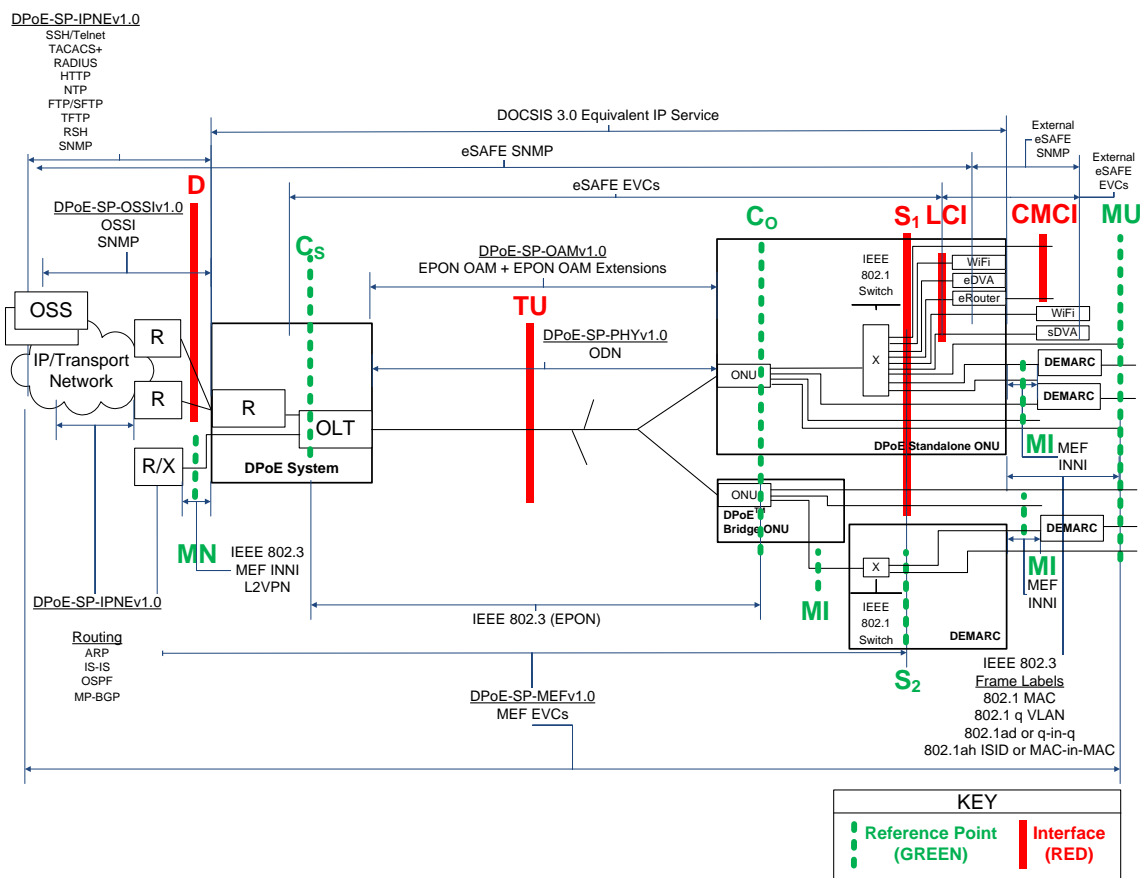 DPoE-SP-IPNEv1.0
SSH/Telnet
TACACS+
RADIUS
HTTP
NTP
FTP/SFTP
TFTP
RSH
SNMP
DOCSIS 3.0 Equivalent IP Service
eSAFE SNMP
External
eSAFE
SNMP
External
eSAFE
EVCs
eSAFE EVCs
D
DPoE-SP-OSSIv1.0
OSSI
SNMP
CS
DPoE-SP-OAMv1.0
EPON OAM + EPON OAM Extensions
CO
S1
LCI
CMCI
MU
TU
DPoE-SP-PHYv1.0
ODN
IEEE
802.1
Switch
WiFi
eDVA
eRouter
WiFi
sDVA
OSS
IP/Transport
Network
R
R
R
OLT
DPoE System
R/X
X
ONU
DEMARC
DEMARC
DPoE Standalone ONU
MI
MEF
INNI
ONU
DPoE™
Bridge ONU
DEMARC
MI
MEF
INNI
MN
IEEE 802.3
MEF INNI
L2VPN
MI
X
IEEE
802.1
Switch
DEMARC
DPoE-SP-IPNEv1.0
IEEE 802.3 (EPON)
Routing
ARP
IS-IS
OSPF
MP-BGP
S2
DPoE-SP-MEFv1.0
MEF EVCs
IEEE 802.3
Frame Labels
802.1 MAC
802.1 q VLAN
802.1ad or q-in-q
802.1ah ISID or MAC-in-MAC
KEY
Reference Point
(GREEN)
Interface
(RED)